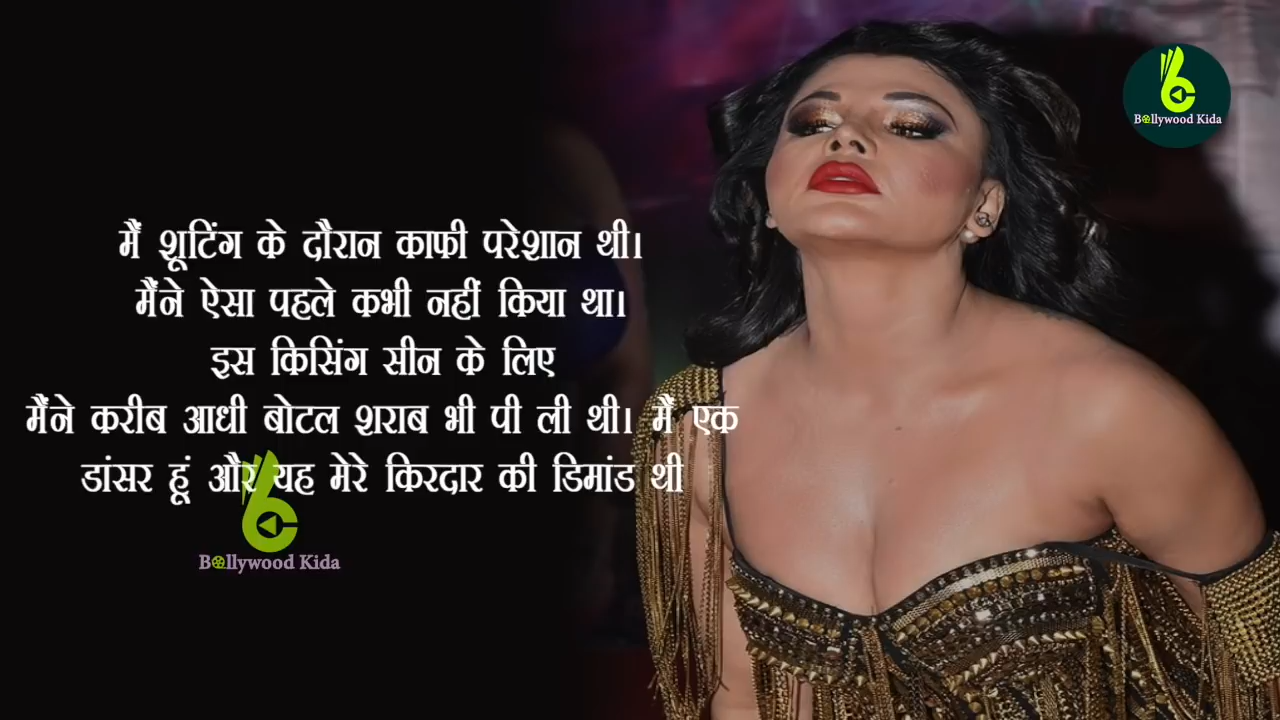 Bollywood Kida
मैं शूटिंग के दौरान काफी परेशान थी।
मैंने ऐसा पहले कभी नहीं किया था।
इस किसिंग सीन के लिए
मैंने करीब आधी बोटल शराब भी पी ली थी। मैं एक
डांसर हूं और यह मेरे किरदार की डिमांड थी
Bollywood Kida